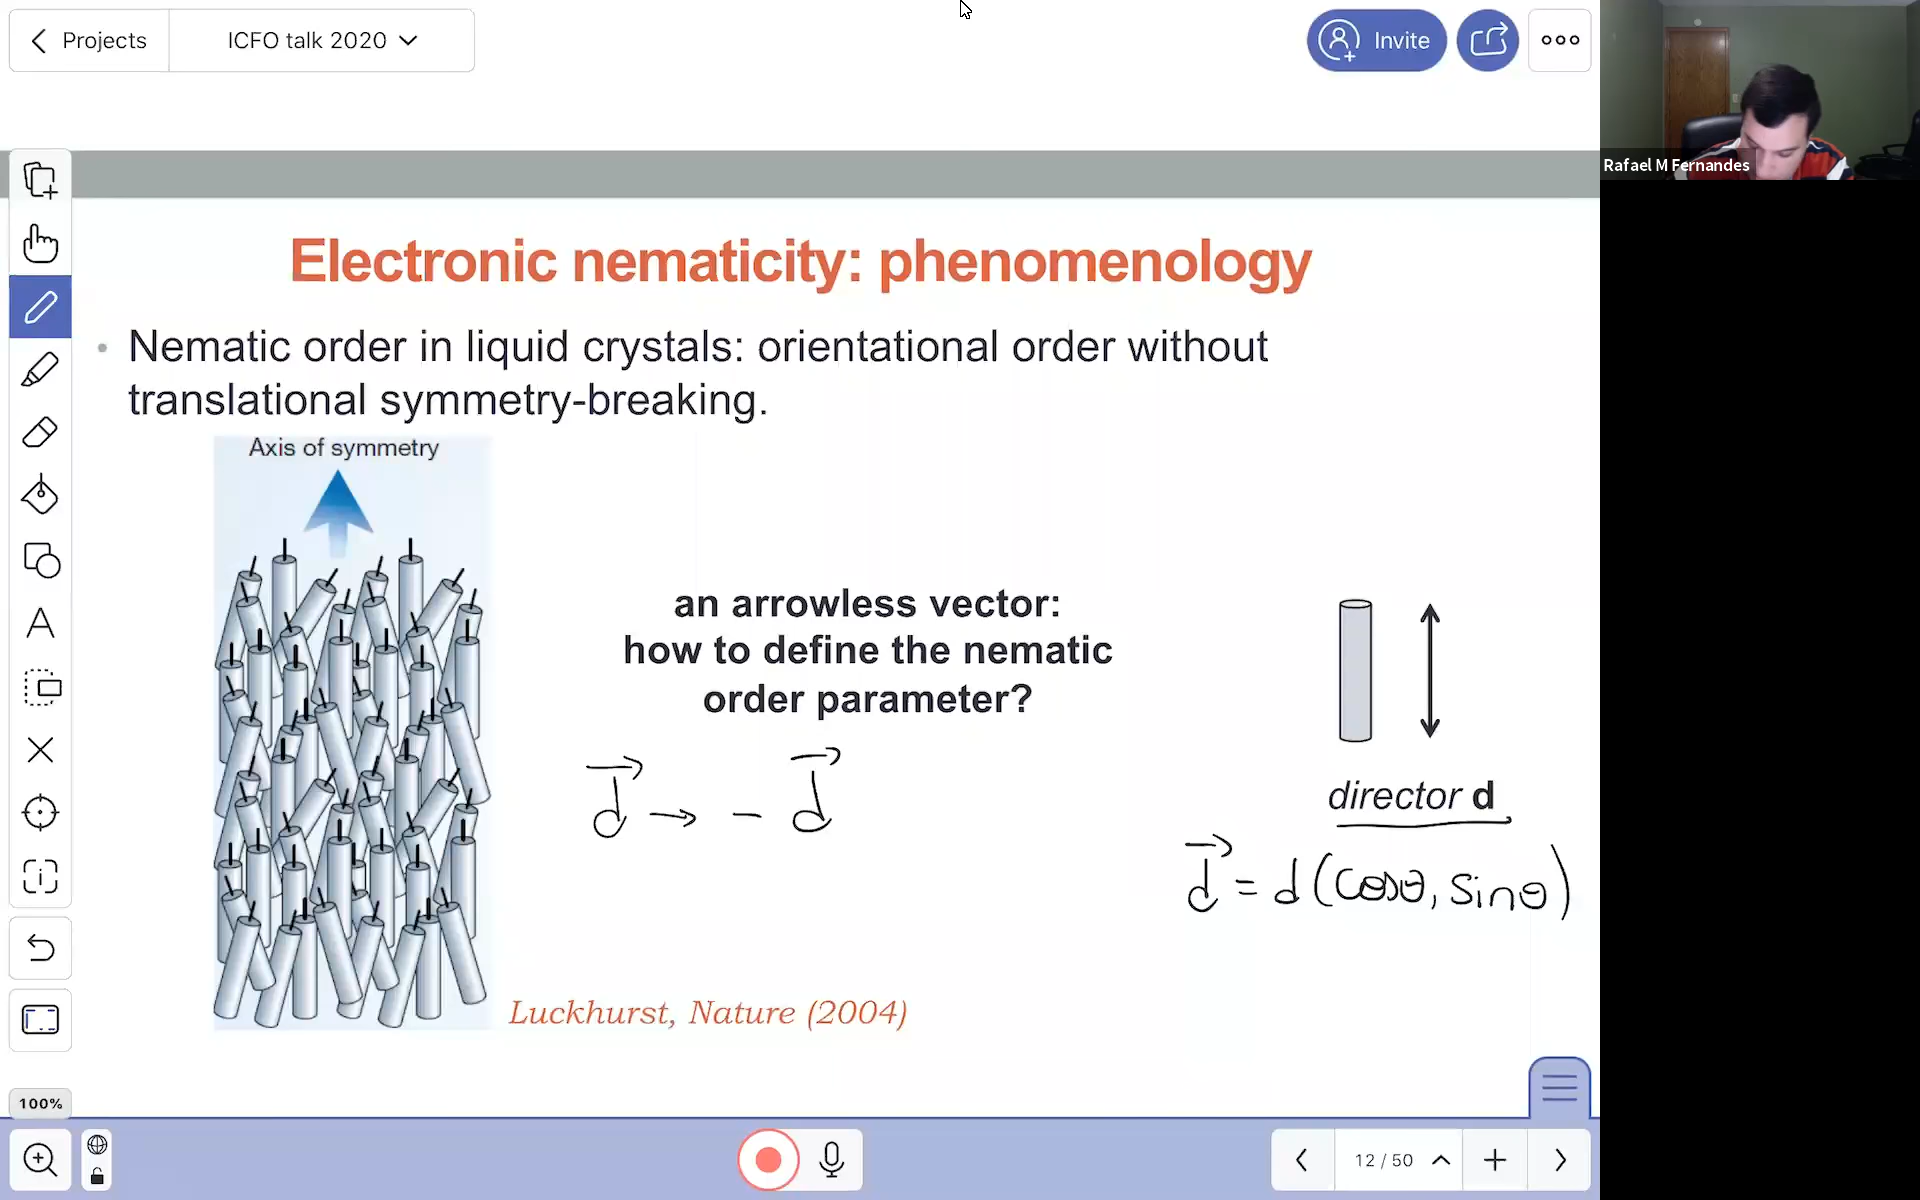 Projects
ICFO talk 2020
Invite
Rafael M Fernandes
Electronic nematicity: phenomenology
• Nematic order in liquid crystals: orientational order without
translational symmetry-breaking.
Axis of symmetry
an arrowless vector:
how to define the nematic
order parameter?
d⃗ → - d⃗
director d
d⃗ = d(cosθ, sinθ)
Luckhurst, Nature (2004)
100%
12 / 50